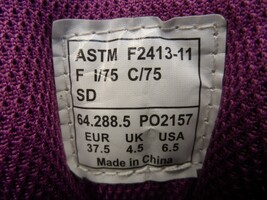 ASTM F2413-11
F I/75 C/75
SD
64.288.5 PO2157
EUR UK USA
37.5 4.5 6.5
Made in China